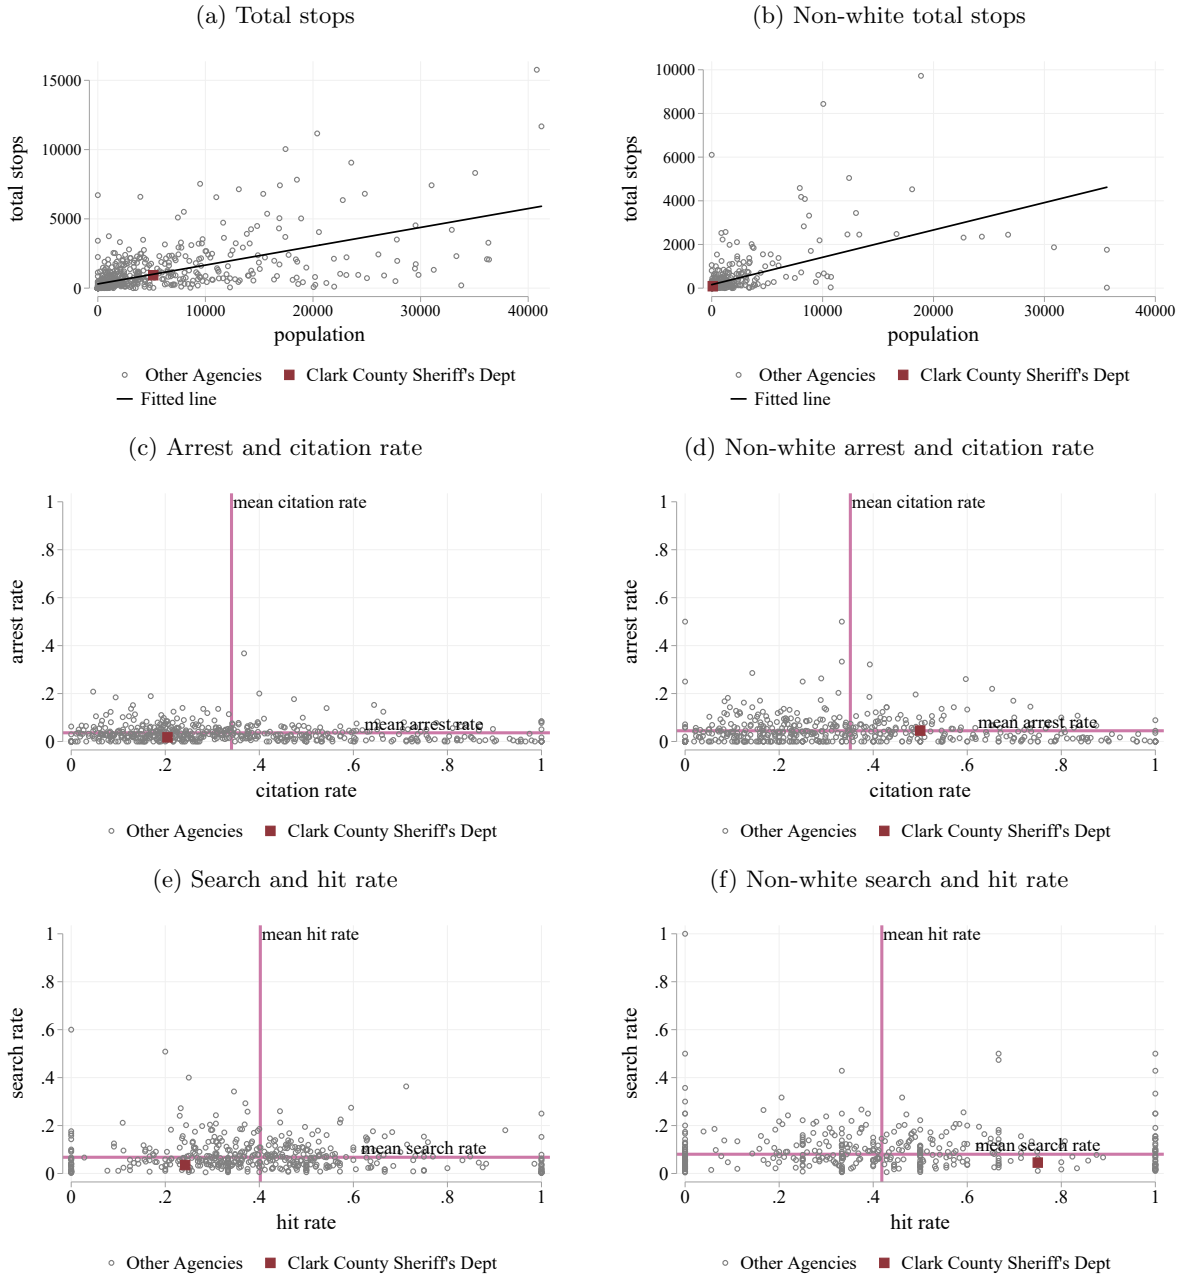 (a) Total stops
(b) Non-white total stops
15000
10000
5000
0
total stops
0
10000
20000
30000
40000
population
Other Agencies
Clark County Sheriff's Dept
Fitted line
10000
8000
6000
4000
2000
0
total stops
0
10000
20000
30000
40000
population
Other Agencies
Clark County Sheriff's Dept
Fitted line
(c) Arrest and citation rate
(d) Non-white arrest and citation rate
1
.8
.6
.4
.2
0
arrest rate
mean citation rate
mean arrest rate
0
.2
.4
.6
.8
1
citation rate
Other Agencies
Clark County Sheriff's Dept
1
.8
.6
.4
.2
0
arrest rate
mean citation rate
mean arrest rate
0
.2
.4
.6
.8
1
citation rate
Other Agencies
Clark County Sheriff's Dept
(e) Search and hit rate
(f) Non-white search and hit rate
1
.8
.6
.4
.2
0
search rate
mean hit rate
mean search rate
0
.2
.4
.6
.8
1
hit rate
Other Agencies
Clark County Sheriff's Dept
1
.8
.6
.4
.2
0
search rate
mean hit rate
mean search rate
0
.2
.4
.6
.8
1
hit rate
Other Agencies
Clark County Sheriff's Dept